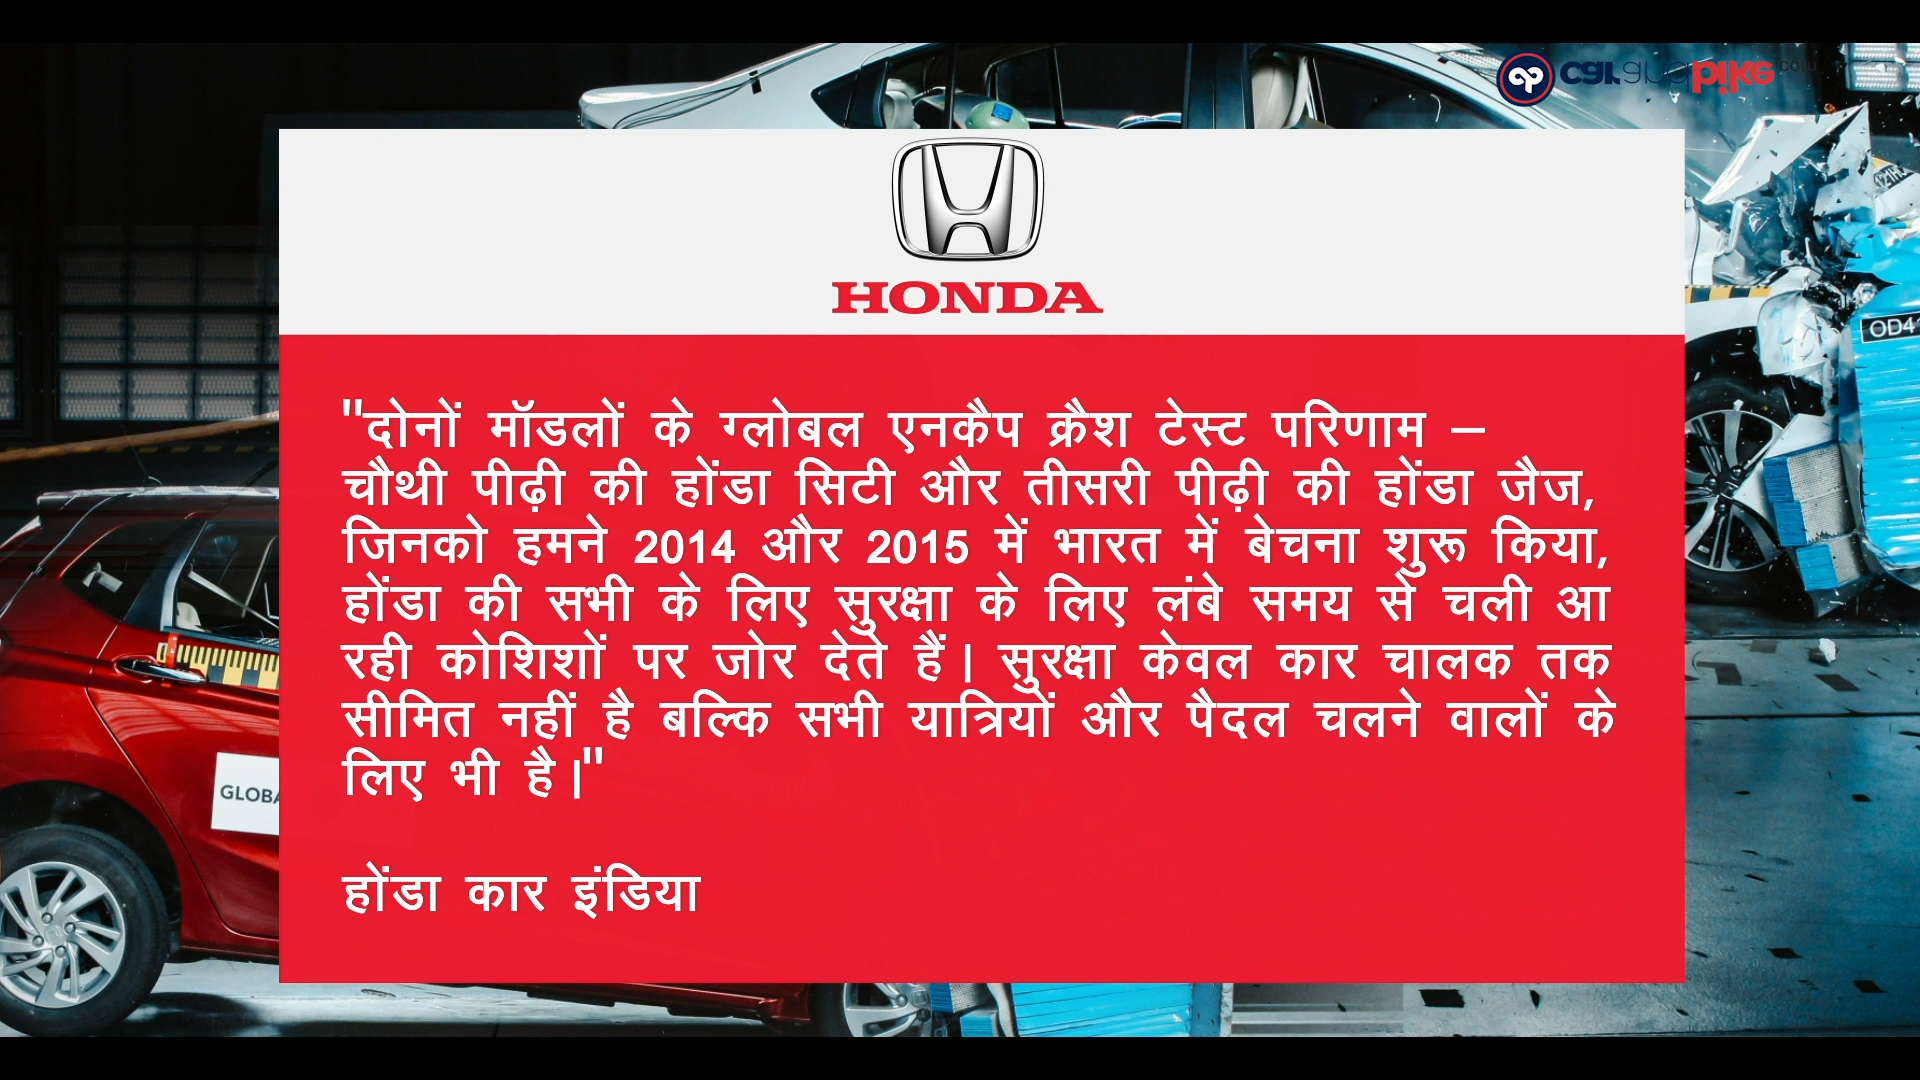 HONDA
"दोनों मॉडलों के ग्लोबल एनकैप क्रैश टेस्ट परिणाम –
चौथी पीढ़ी की होंडा सिटी और तीसरी पीढ़ी की होंडा जैज,
जिनको हमने 2014 और 2015 में भारत में बेचना शुरू किया,
होंडा की सभी के लिए सुरक्षा के लिए लंबे समय से चली आ
रही कोशिशों पर जोर देते हैं। सुरक्षा केवल कार चालक तक
सीमित नहीं है बल्कि सभी यात्रियों और पैदल चलने वालों के
लिए भी है।"
होंडा कार इंडिया